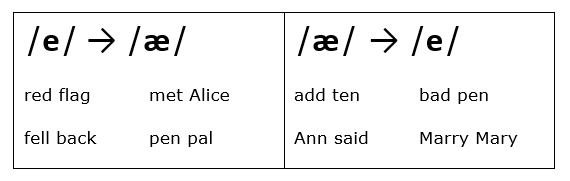 /e/ → /æ/
red flag met Alice
fell back pen pal
/æ/ → /e/
add ten bad pen
Ann said Marry Mary